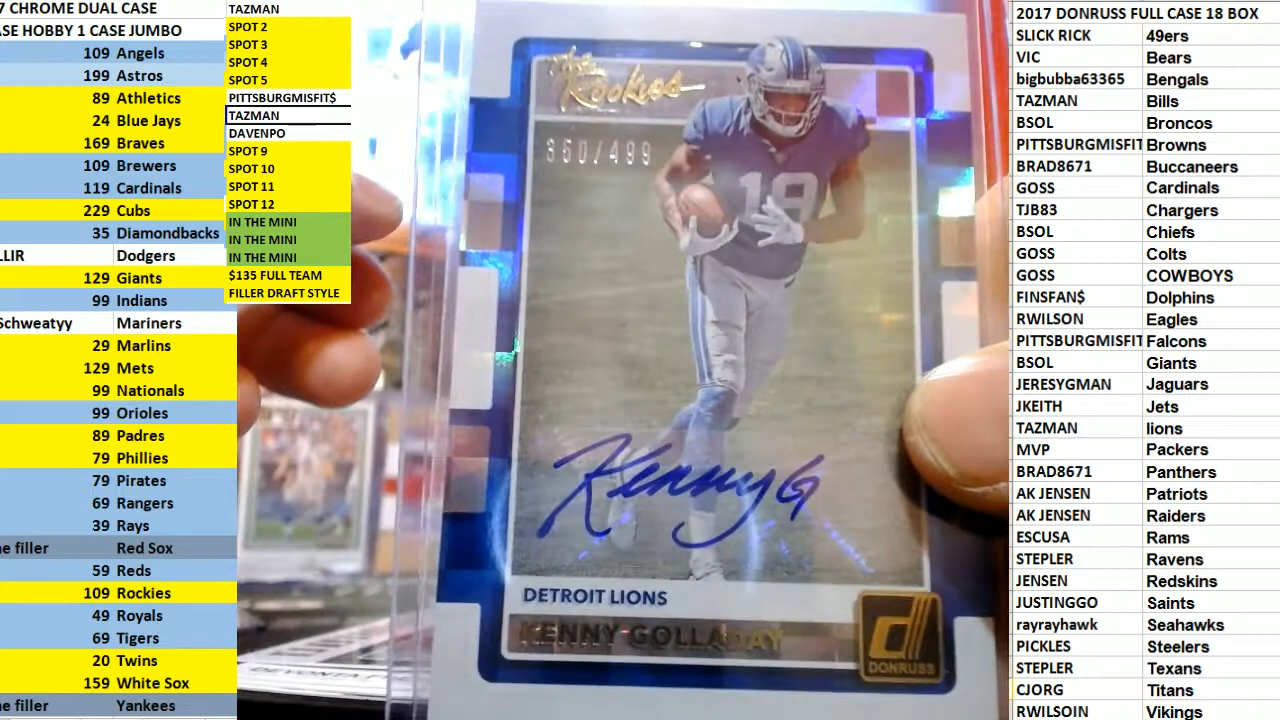 7 CHROME DUAL CASE
ASE HOBBY 1 CASE JUMBO
109 Angels
199 Astros
89 Athletics
24 Blue Jays
169 Braves
109 Brewers
119 Cardinals
229 Cubs
35 Diamondbacks
LLIR Dodgers
129 Giants
99 Indians
Schweatyy Mariners
29 Marlins
129 Mets
99 Nationals
99 Orioles
89 Padres
79 Phillies
79 Pirates
69 Rangers
39 Rays
ne filler Red Sox
59 Reds
109 Rockies
49 Royals
69 Tigers
20 Twins
159 White Sox
ne filler Yankees
TAZMAN
SPOT 2
SPOT 3
SPOT 4
SPOT 5
PITTSBURGMISFIT$
TAZMAN
DAVENPO
SPOT 9
SPOT 10
SPOT 11
SPOT 12
IN THE MINI
IN THE MINI
IN THE MINI
$135 FULL TEAM
FILLER DRAFT STYLE
The Rookies
350/499
19
Kenny G
DETROIT LIONS
KENNY GOLLADAY
d
DONRUSS
2017 DONRUSS FULL CASE 18 BOX
SLICK RICK 49ers
VIC Bears
bigbubba63365 Bengals
TAZMAN Bills
BSOL Broncos
PITTSBURGMISFIT Browns
BRAD8671 Buccaneers
GOSS Cardinals
TJB83 Chargers
BSOL Chiefs
GOSS Colts
GOSS COWBOYS
FINSFAN$ Dolphins
RWILSON Eagles
PITTSBURGMISFIT Falcons
BSOL Giants
JERESYGMAN Jaguars
JKEITH Jets
TAZMAN lions
MVP Packers
BRAD8671 Panthers
AK JENSEN Patriots
AK JENSEN Raiders
ESCUSA Rams
STEPLER Ravens
JENSEN Redskins
JUSTINGGO Saints
rayrayhawk Seahawks
PICKLES Steelers
STEPLER Texans
CJORG Titans
RWILSOIN Vikings